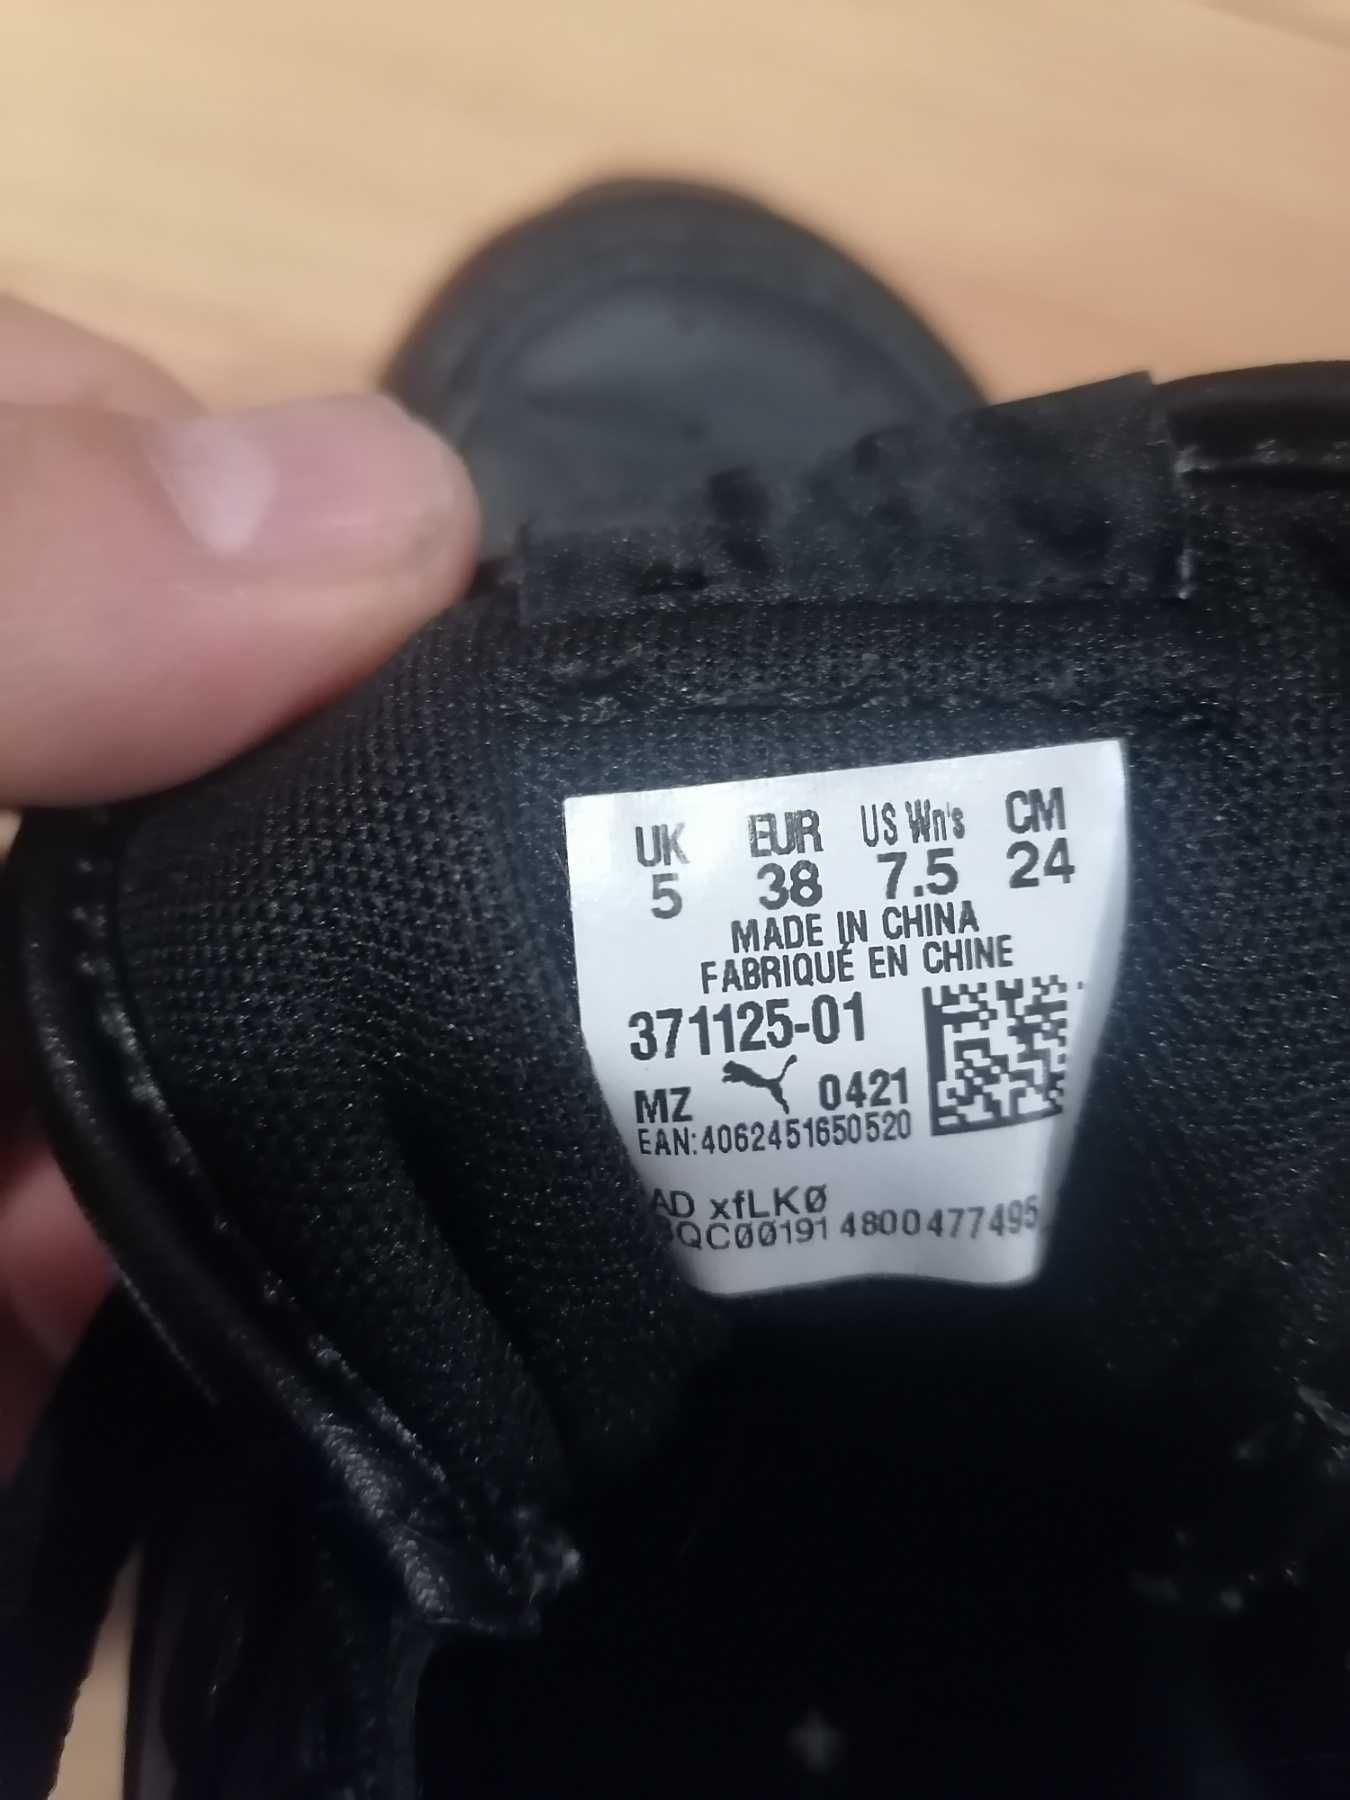 UK EUR US Wn's CM
5 38 7.5 24
MADE IN CHINA
FABRIQUÉ EN CHINE
371125-01
MZ 0421
EAN:4062451650520
AD xfLKØ
QCØØ191 4800477495